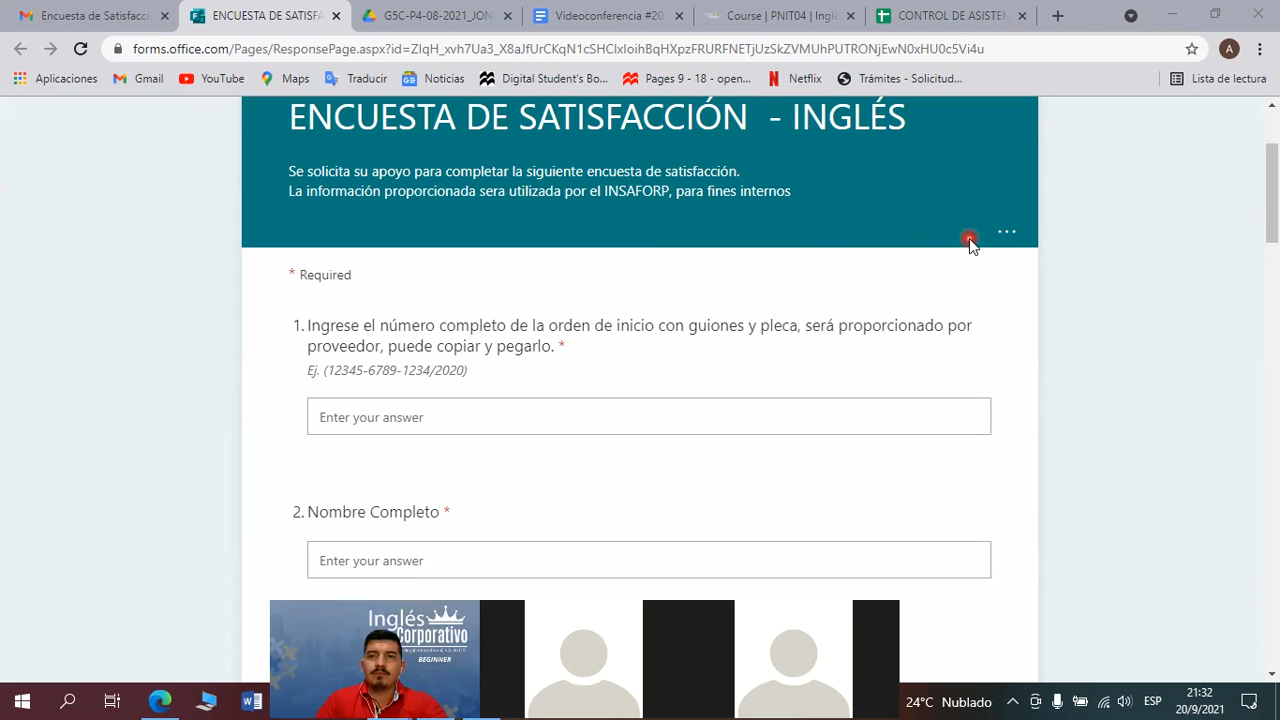 Encuesta de Satisfacc
ENCUESTA DE SATISFA
G5C-P4-08-2021_JON
Videoconferencia #20
Course | PNIT04 | Inglé
CONTROL DE ASISTEN
forms.office.com/Pages/ResponsePage.aspx?id=ZIqH_xvh7Ua3_X8aJfUrCKqN1cSHClxIoihBqHXpzFRURFNETjUzSkZVMUhPUTRONjEwN0xHU0c5Vi4u
A
Aplicaciones
Gmail
YouTube
Maps
Traducir
Noticias
Digital Student's Bo...
Pages 9 - 18 - open...
Netflix
Trámites - Solicitud...
Lista de lectura
ENCUESTA DE SATISFACCIÓN - INGLÉS
Se solicita su apoyo para completar la siguiente encuesta de satisfacción.
La información proporcionada sera utilizada por el INSAFORP, para fines internos
...
* Required
1. Ingrese el número completo de la orden de inicio con guiones y pleca, será proporcionado por
proveedor, puede copiar y pegarlo. *
Ej. (12345-6789-1234/2020)
Enter your answer
2. Nombre Completo *
Enter your answer
Inglés
Corporativo
BEGINNER
24°C Nublado
ESP
21:32
20/9/2021